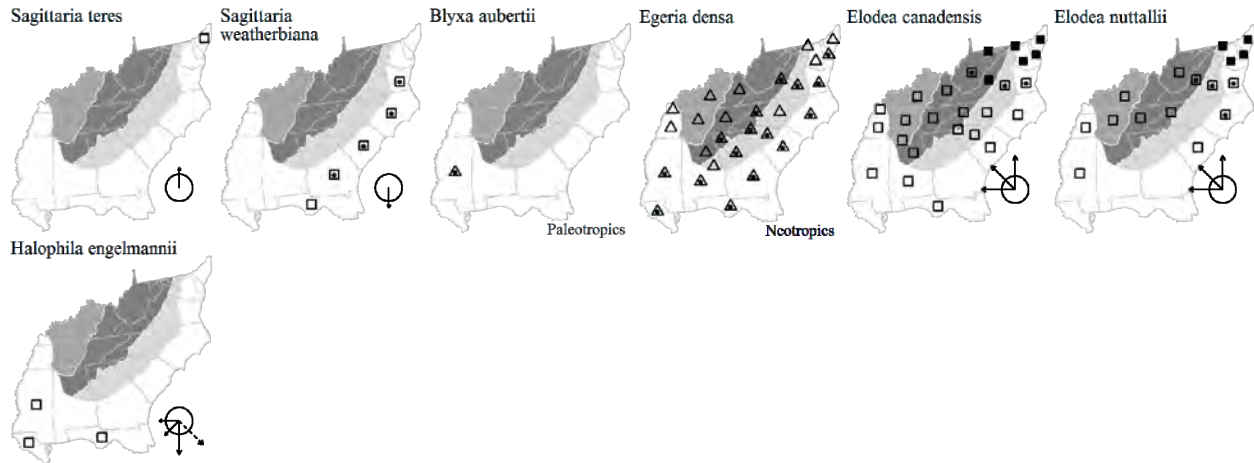 Sagittaria teres
Sagittaria
weatherbiana
Blyxa aubertii
Egeria densa
Elodea canadensis
Elodea nuttallii
Paleotropics
Neotropics
Halophila engelmannii